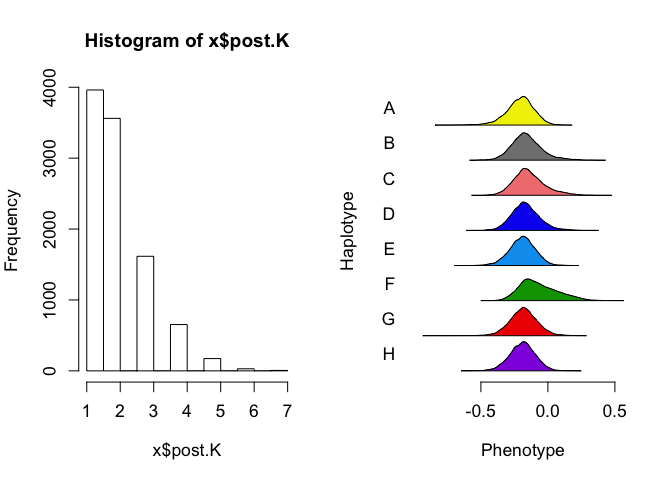 Histogram of x$post.K
Frequency
0
1000
2000
3000
4000
1 2 3 4 5 6 7
x$post.K
Haplotype
A
B
C
D
E
F
G
H
-0.5 0.0 0.5
Phenotype